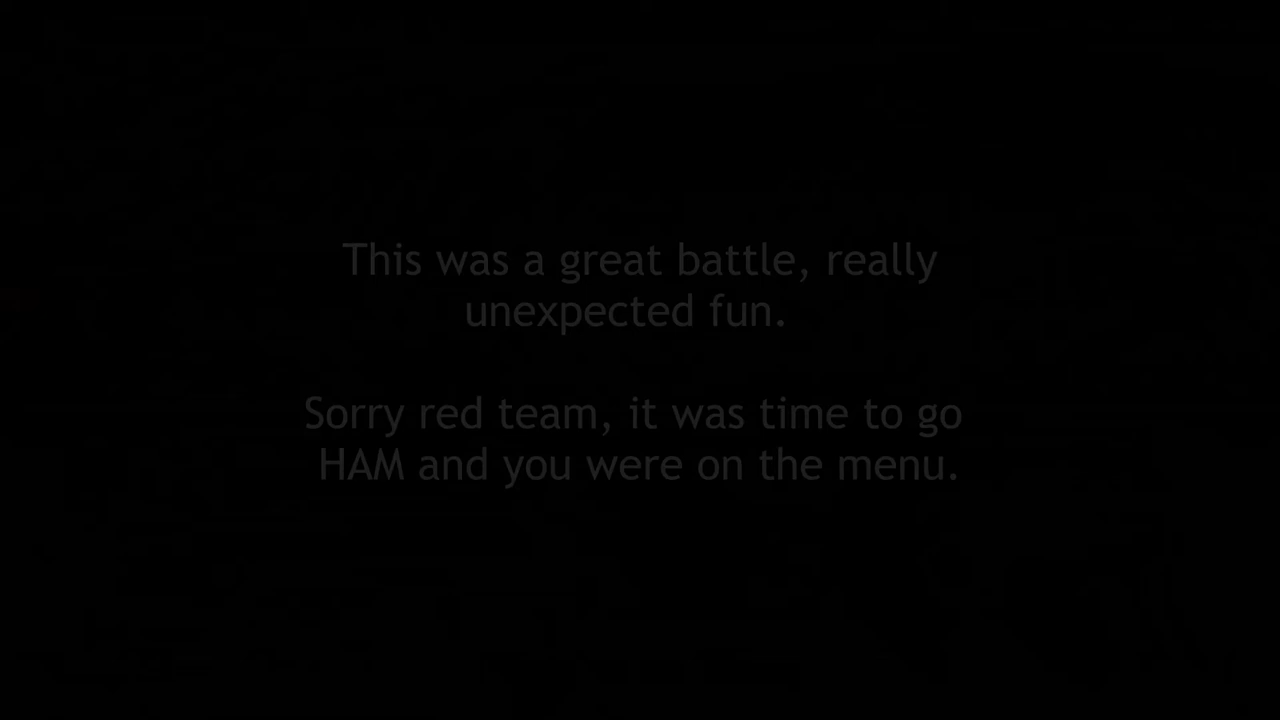 This was a great battle, really
unexpected fun.
Sorry red team, it was time to go
HAM and you were on the menu.